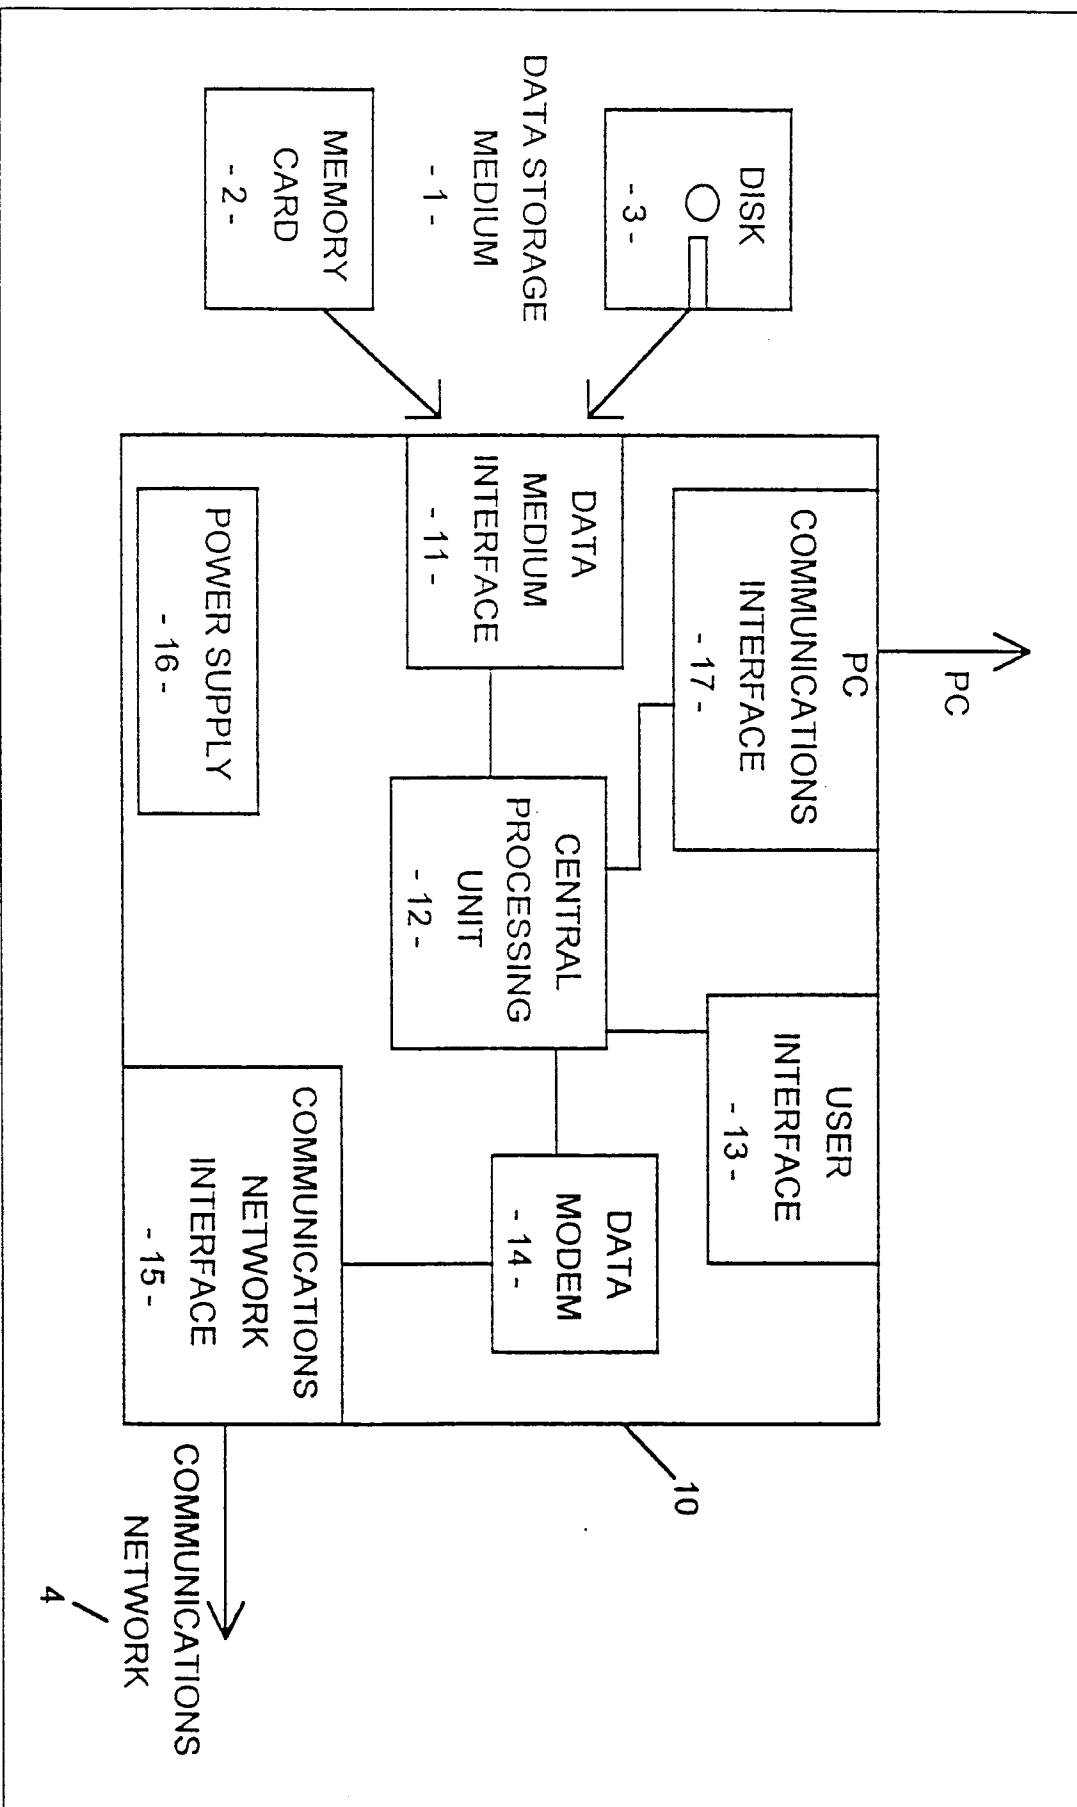 PC
DISK
- 3 -
DATA STORAGE
MEDIUM
- 1 -
MEMORY
CARD
- 2 -
PC
COMMUNICATIONS
INTERFACE
- 17 -
USER
INTERFACE
- 13 -
DATA
MEDIUM
INTERFACE
- 11 -
CENTRAL
PROCESSING
UNIT
- 12 -
DATA
MODEM
- 14 -
POWER SUPPLY
- 16 -
COMMUNICATIONS
NETWORK
INTERFACE
- 15 -
10
COMMUNICATIONS
NETWORK
4